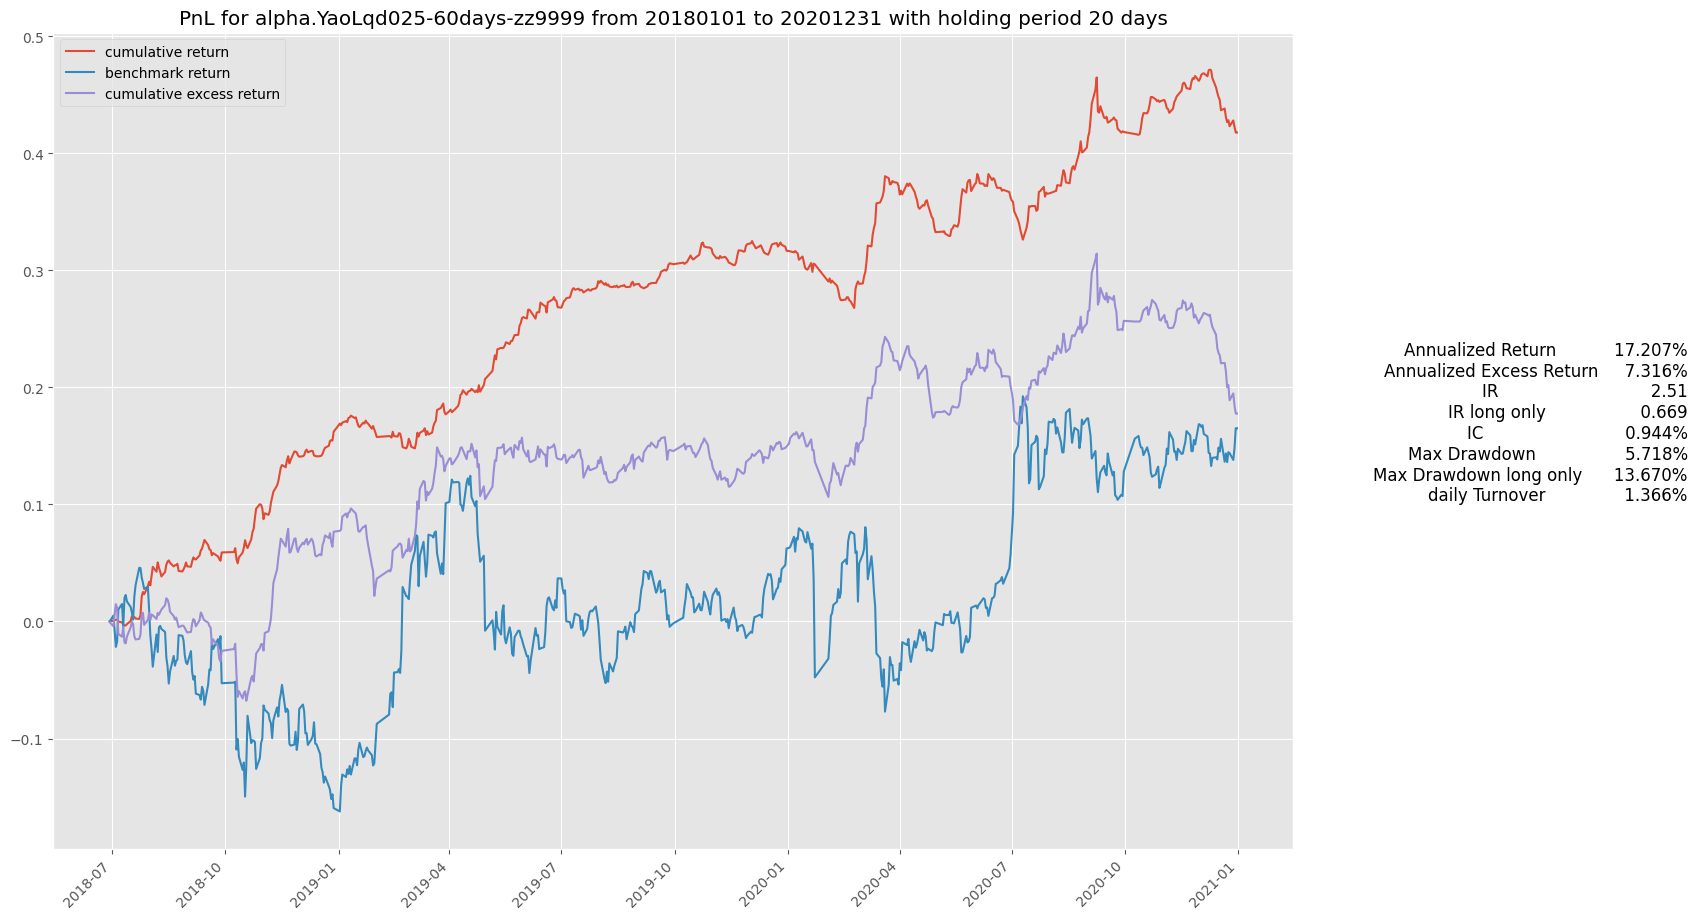 PnL for alpha.YaoLqd025-60days-zz9999 from 20180101 to 20201231 with holding period 20 days
cumulative return
benchmark return
cumulative excess return
0.5
0.4
0.3
0.2
0.1
0.0
−0.1
2018-07
2018-10
2019-01
2019-04
2019-07
2019-10
2020-01
2020-04
2020-07
2020-10
2021-01
Annualized Return 17.207%
Annualized Excess Return 7.316%
IR 2.51
IR long only 0.669
IC 0.944%
Max Drawdown 5.718%
Max Drawdown long only 13.670%
daily Turnover 1.366%